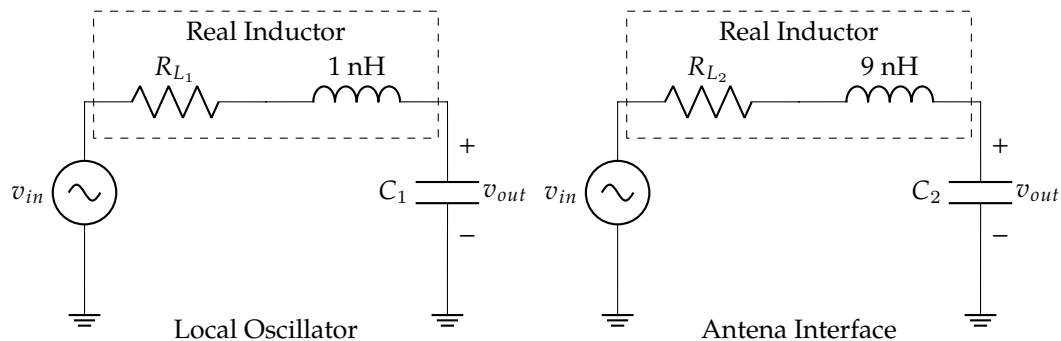 Real Inductor
R_{L_1}
1 nH
v_{in}
C_1
+
v_{out}
−
Local Oscillator
Real Inductor
R_{L_2}
9 nH
v_{in}
C_2
+
v_{out}
−
Antena Interface